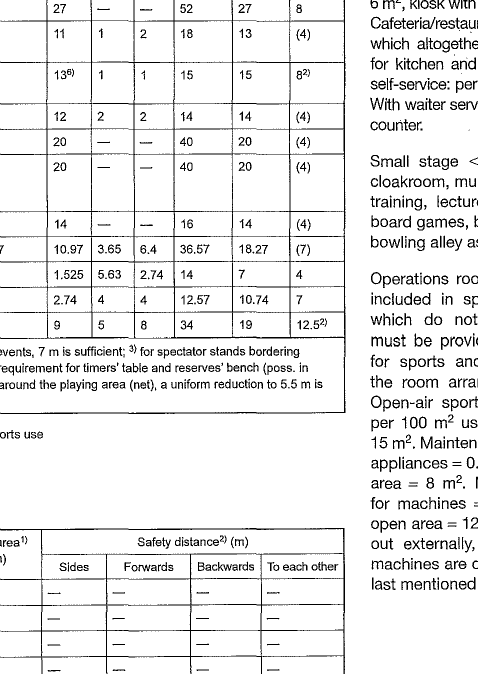 27 — — 52 27 8
11 1 2 18 13 (4)
13⁶⁾ 1 1 15 15 8²⁾
12 2 2 14 14 (4)
20 — — 40 20 (4)
20 — — 40 20 (4)
14 — — 16 14 (4)
7 10.97 3.65 6.4 36.57 18.27 (7)
1.525 5.63 2.74 14 7 4
2.74 4 4 12.57 10.74 7
9 5 8 34 19 12.5²⁾
events, 7 m is sufficient; ³⁾ for spectator stands bordering
equirement for timers' table and reserves' bench (poss. in
around the playing area (net), a uniform reduction to 5.5 m is
orts use
area¹⁾ Safety distance²⁾ (m)
) Sides Forwards Backwards To each other
— — — —
— — — —
— — — —
— — — —
6 m², kiosk with
Cafeteria/restau
which altogethe
for kitchen and
self-service: per
With waiter serv
counter.
Small stage <
cloakroom, mu
training, lectur
board games, b
bowling alley as
Operations roo
included in sp
which do not
must be provi
for sports and
the room arra
Open-air sport
per 100 m² us
15 m². Mainten
appliances = 0.
area = 8 m².
for machines =
open area = 12
out externally,
machines are o
last mentioned